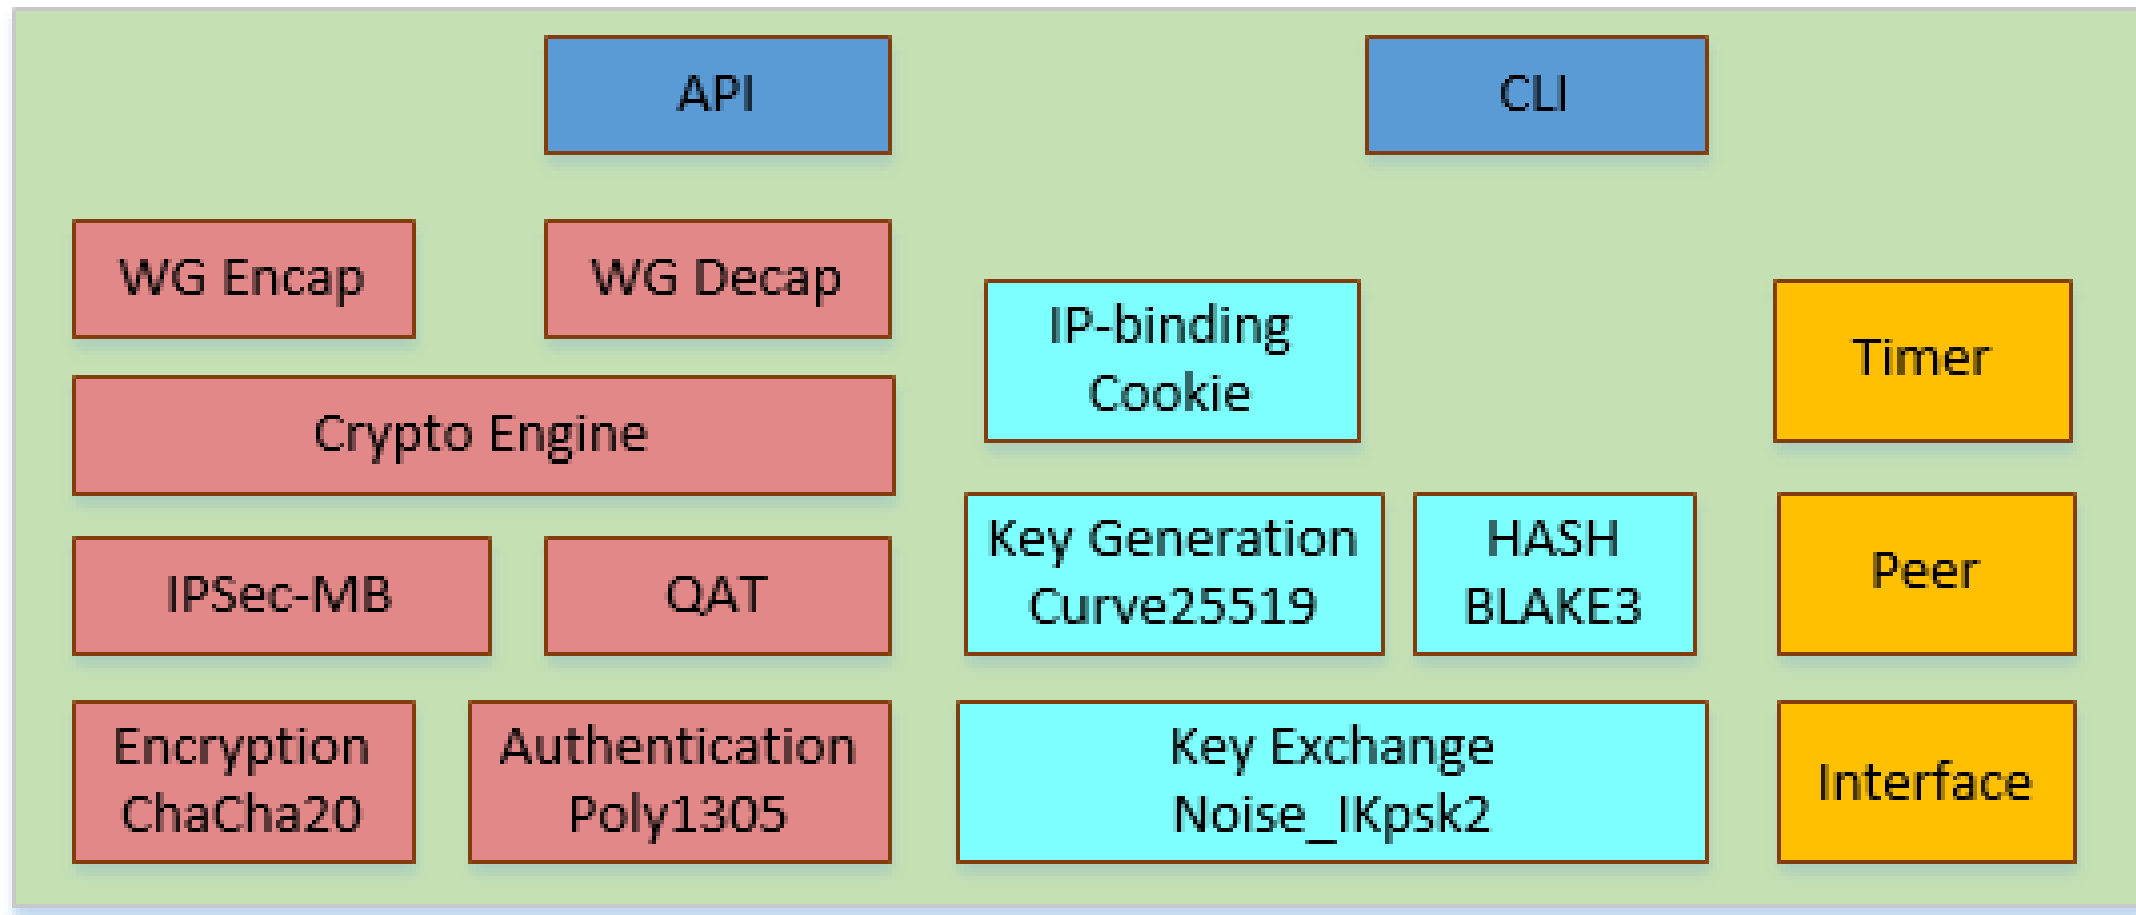 API
CLI
WG Encap
WG Decap
IP-binding
Cookie
Timer
Crypto Engine
IPSec-MB
QAT
Key Generation
Curve25519
HASH
BLAKE3
Peer
Encryption
ChaCha20
Authentication
Poly1305
Key Exchange
Noise_IKpsk2
Interface